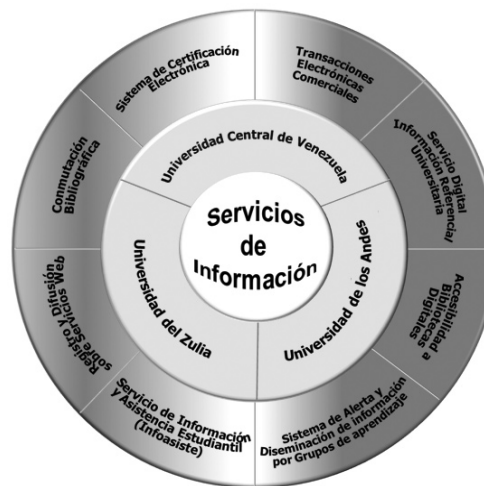 Servicios
de
Información
Universidad Central de Venezuela
Universidad de los Andes
Universidad del Zulia
Sistema de Certificación
Electrónica
Transacciones
Electrónicas
Comerciales
Servicio Digital
Información Referencial
Universitaria
Accesibilidad a
Bibliotecas
Digitales
Sistema de Alerta y
Diseminación de información
por Grupos de aprendizaje
Servicio de Información
y Asistencia Estudiantil
(Infoasiste)
Registro y Difusión
sobre Servicios Web
Conmutación
Bibliográfica